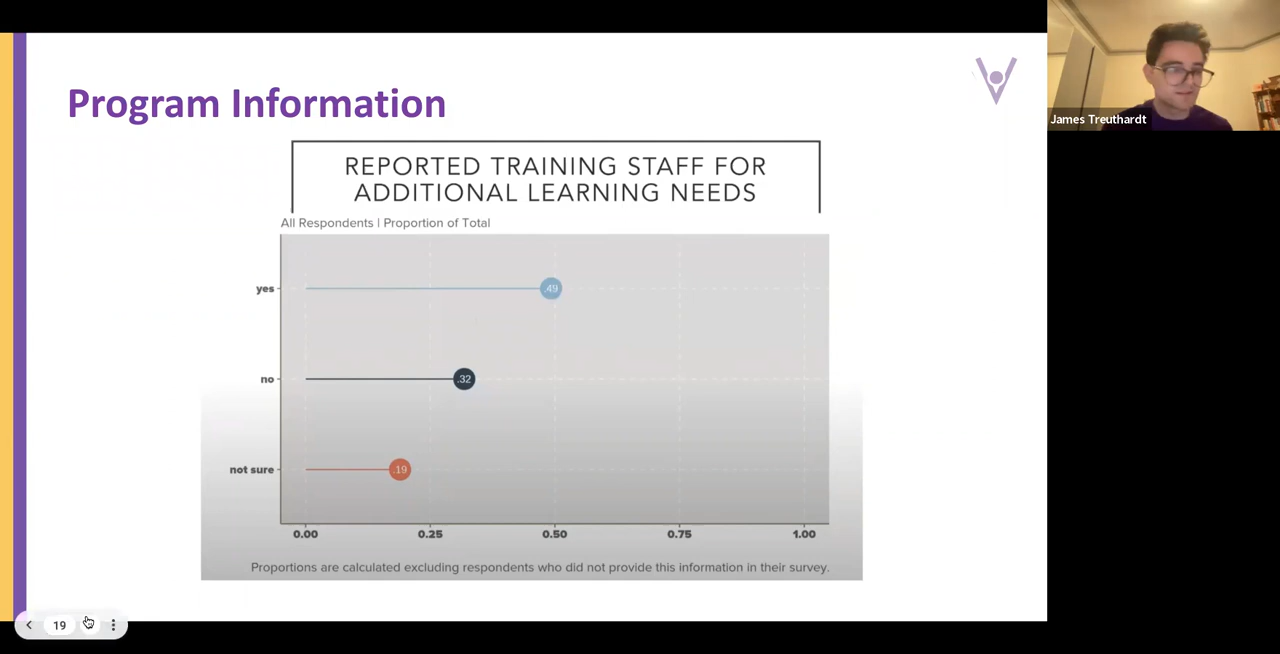 Program Information
REPORTED TRAINING STAFF FOR
ADDITIONAL LEARNING NEEDS
All Respondents | Proportion of Total
yes
.49
no
.32
not sure
.19
0.00 0.25 0.50 0.75 1.00
Proportions are calculated excluding respondents who did not provide this information in their survey.
19
James Treuthardt